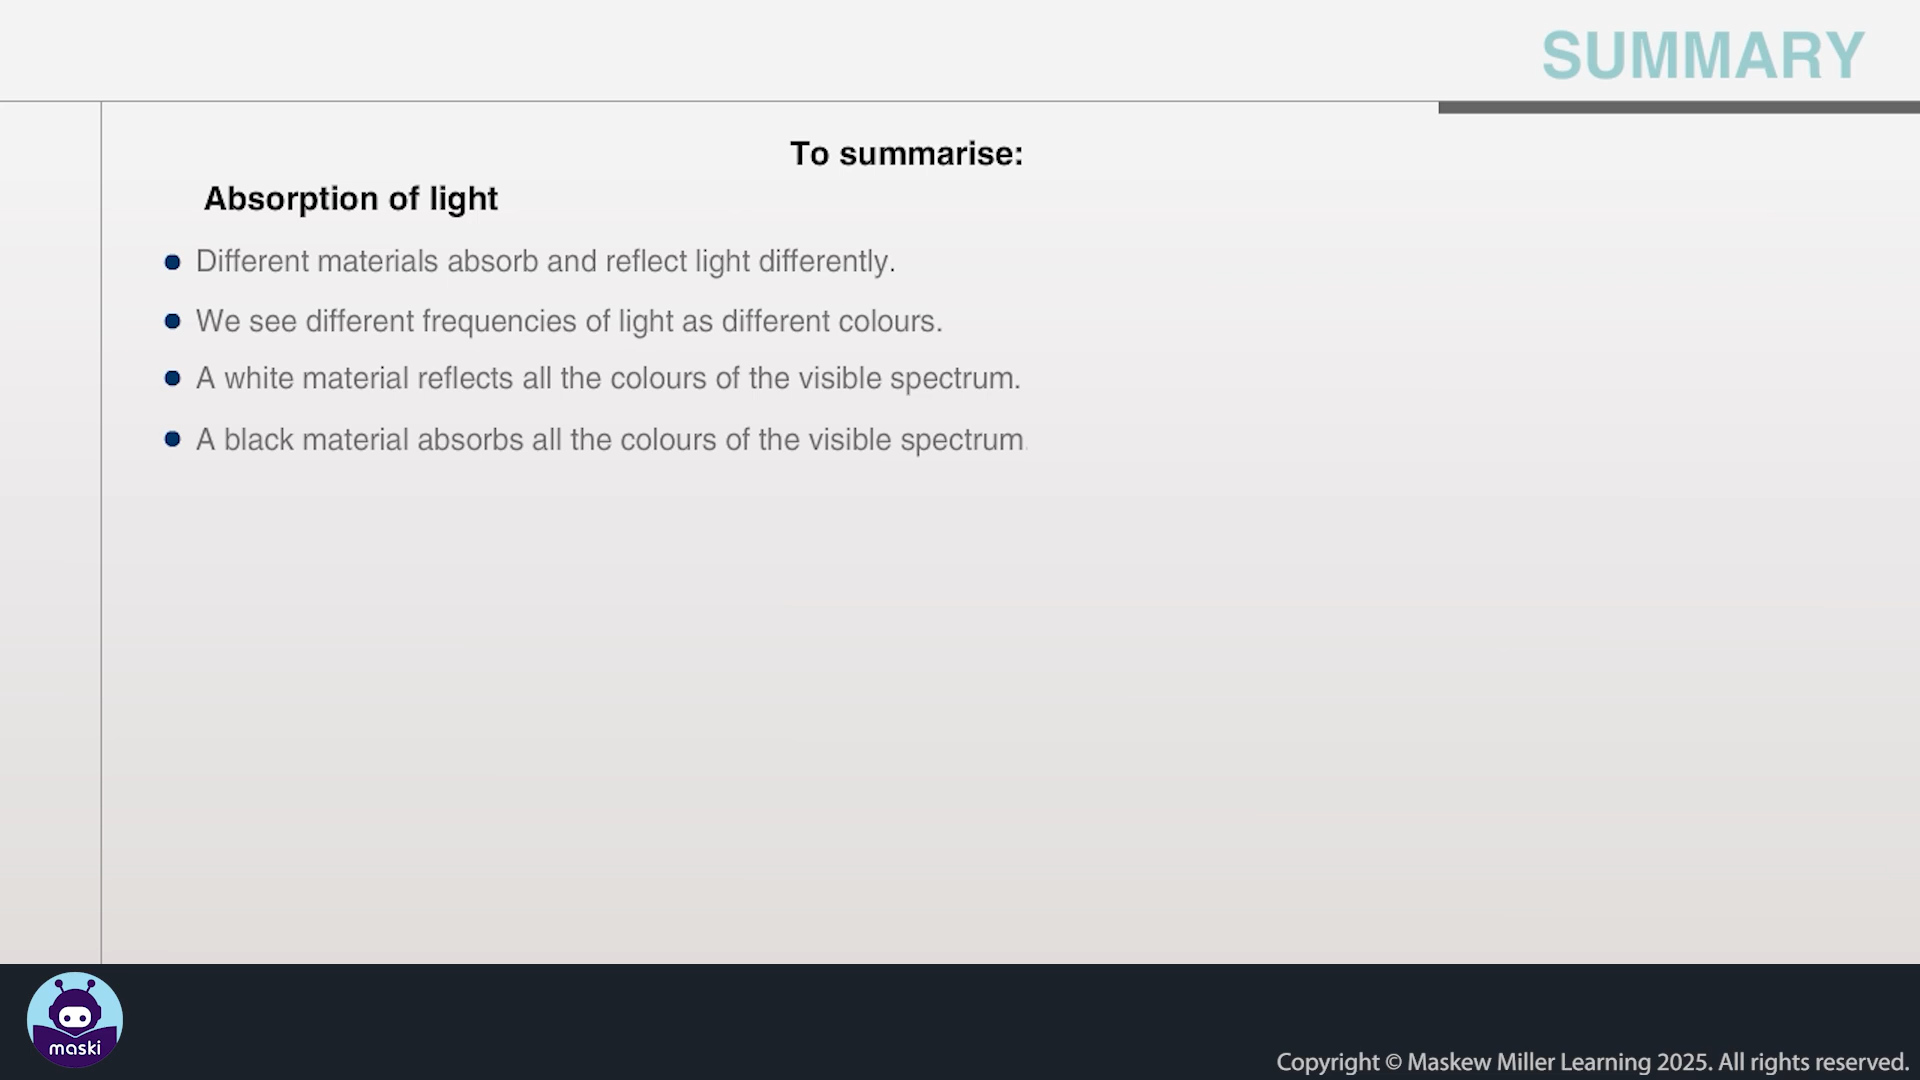 SUMMARY
To summarise:
Absorption of light
Different materials absorb and reflect light differently.
We see different frequencies of light as different colours.
A white material reflects all the colours of the visible spectrum.
A black material absorbs all the colours of the visible spectrum.
maski
Copyright © Maskew Miller Learning 2025. All rights reserved.